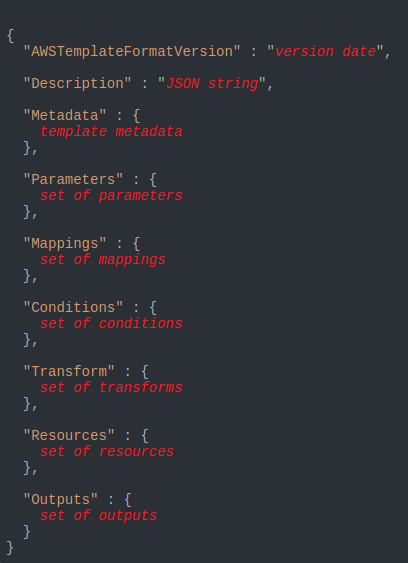 {
  "AWSTemplateFormatVersion" : "version date",
  "Description" : "JSON string",
  "Metadata" : {
    template metadata
  },
  "Parameters" : {
    set of parameters
  },
  "Mappings" : {
    set of mappings
  },
  "Conditions" : {
    set of conditions
  },
  "Transform" : {
    set of transforms
  },
  "Resources" : {
    set of resources
  },
  "Outputs" : {
    set of outputs
  }
}